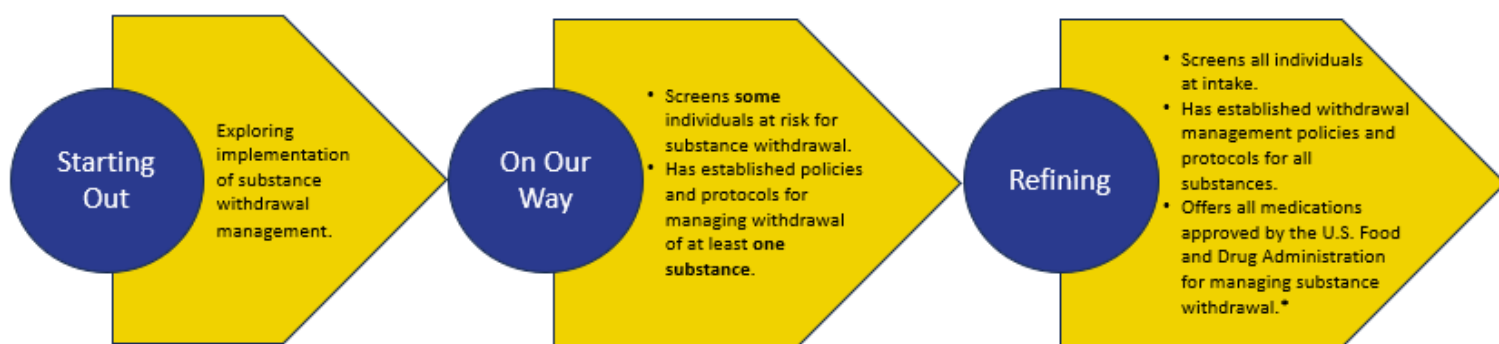 Starting
Out
Exploring
implementation
of substance
withdrawal
management.
On Our
Way
• Screens some
individuals at risk for
substance withdrawal.
• Has established policies
and protocols for
managing withdrawal
of at least one
substance.
Refining
• Screens all individuals
at intake.
• Has established withdrawal
management policies and
protocols for all
substances.
• Offers all medications
approved by the U.S. Food
and Drug Administration
for managing substance
withdrawal.*